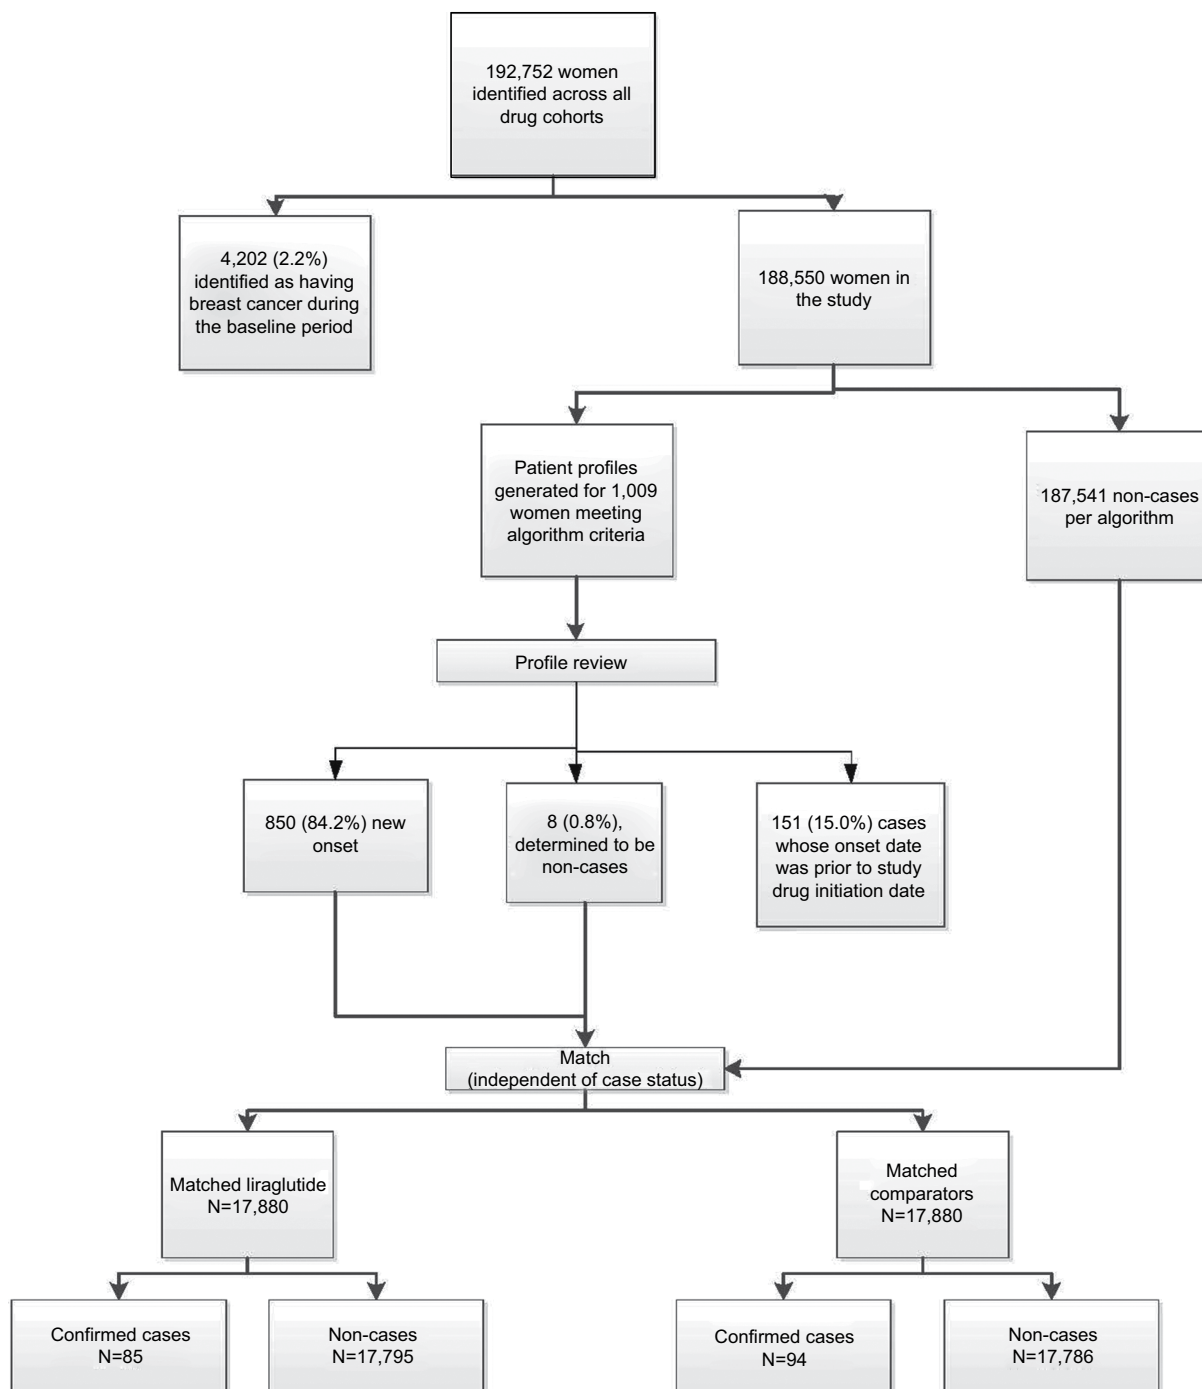 192,752 women
identified across all
drug cohorts
4,202 (2.2%)
identified as having
breast cancer during
the baseline period
188,550 women in
the study
Patient profiles
generated for 1,009
women meeting
algorithm criteria
187,541 non-cases
per algorithm
Profile review
850 (84.2%) new
onset
8 (0.8%),
determined to be
non-cases
151 (15.0%) cases
whose onset date
was prior to study
drug initiation date
Match
(independent of case status)
Matched liraglutide
N=17,880
Matched
comparators
N=17,880
Confirmed cases
N=85
Non-cases
N=17,795
Confirmed cases
N=94
Non-cases
N=17,786